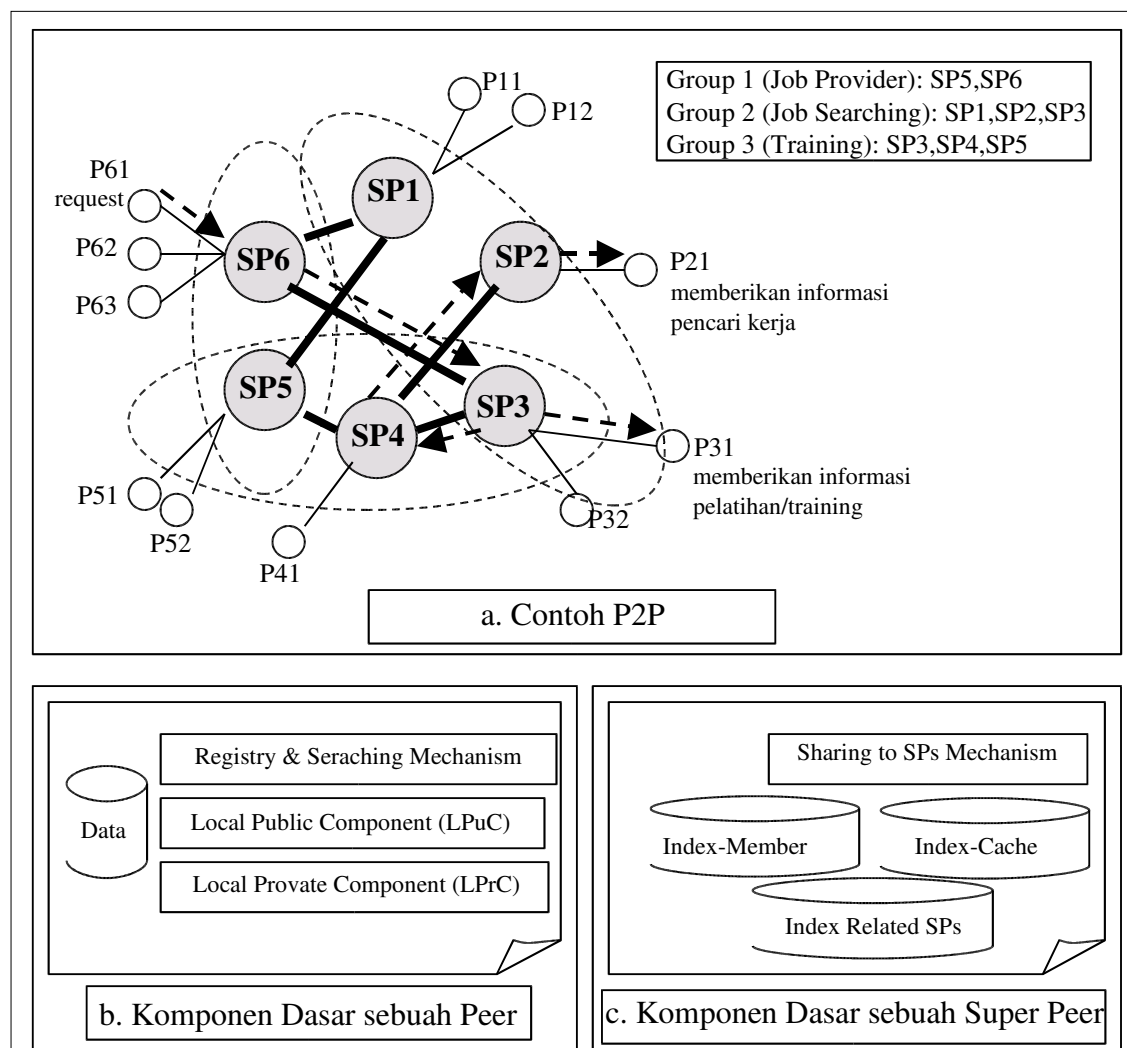 P11
P12
Group 1 (Job Provider): SP5,SP6
Group 2 (Job Searching): SP1,SP2,SP3
Group 3 (Training): SP3,SP4,SP5
P61
request
SP1
P62
SP6
SP2
P21
memberikan informasi
pencari kerja
P63
SP5
SP3
SP4
P31
memberikan informasi
pelatihan/training
P51
P52
P32
P41
a. Contoh P2P
Registry & Seraching Mechanism
Data
Local Public Component (LPuC)
Local Provate Component (LPrC)
b. Komponen Dasar sebuah Peer
Sharing to SPs Mechanism
Index-Member
Index-Cache
Index Related SPs
c. Komponen Dasar sebuah Super Peer